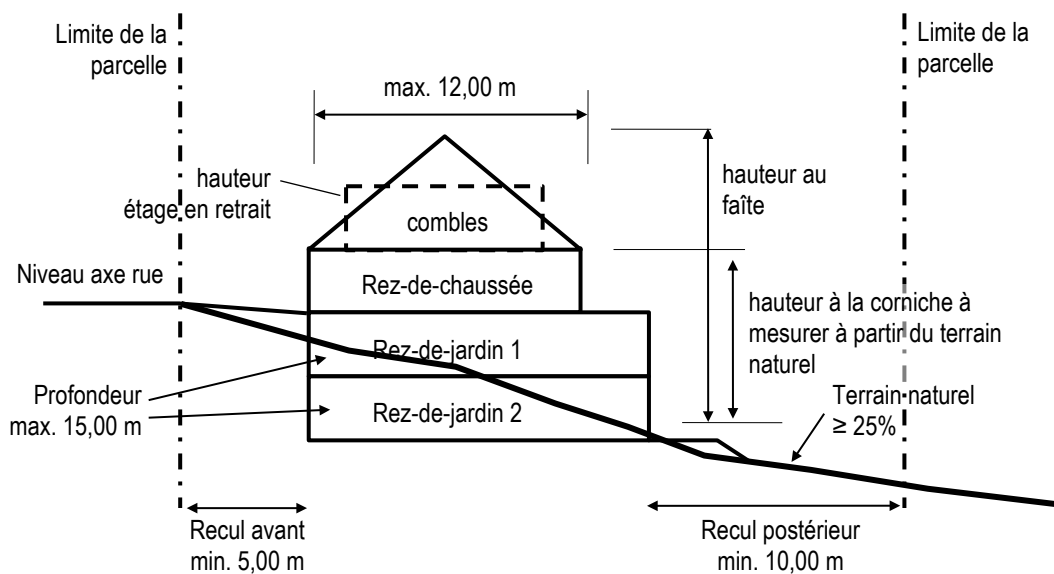 Limite de la
parcelle
Limite de la
parcelle
max. 12,00 m
hauteur
étage en retrait
hauteur au
faîte
combles
Niveau axe rue
Rez-de-chaussée
hauteur à la corniche à
mesurer à partir du terrain
naturel
Rez-de-jardin 1
Profondeur
max. 15,00 m
Rez-de-jardin 2
Terrain naturel
≥ 25%
Recul avant
min. 5,00 m
Recul postérieur
min. 10,00 m